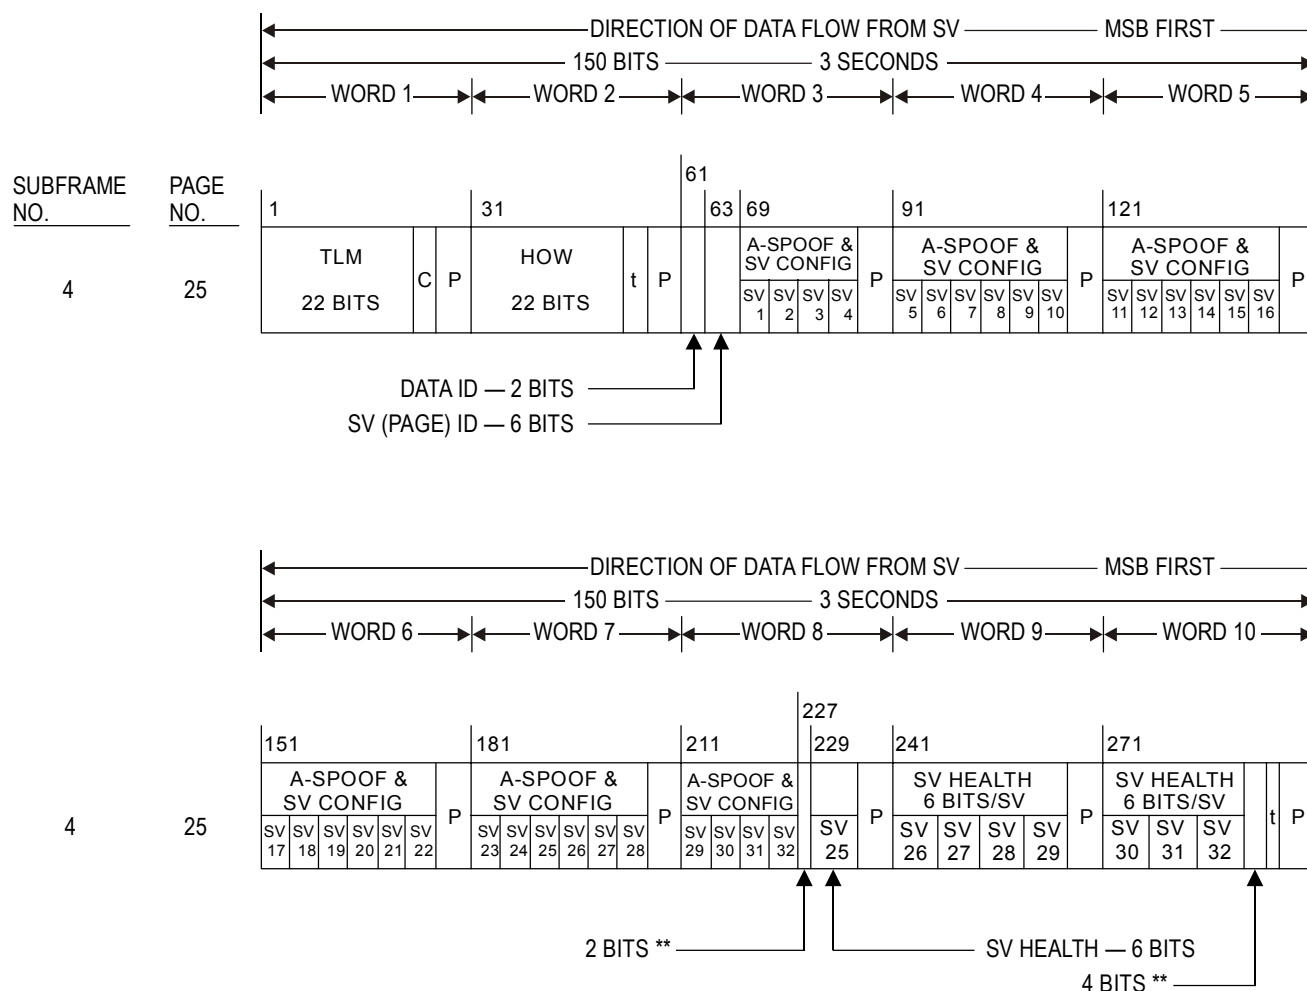 DIRECTION OF DATA FLOW FROM SV MSB FIRST
150 BITS 3 SECONDS
WORD 1 WORD 2 WORD 3 WORD 4 WORD 5
SUBFRAME NO. PAGE NO.
61
1 31 63 69 91 121
4 25
TLM 22 BITS C P
HOW 22 BITS t P
A-SPOOF & SV CONFIG P
SV 1 SV 2 SV 3 SV 4
A-SPOOF & SV CONFIG P
SV 5 SV 6 SV 7 SV 8 SV 9 SV 10
A-SPOOF & SV CONFIG P
SV 11 SV 12 SV 13 SV 14 SV 15 SV 16
DATA ID — 2 BITS
SV (PAGE) ID — 6 BITS
DIRECTION OF DATA FLOW FROM SV MSB FIRST
150 BITS 3 SECONDS
WORD 6 WORD 7 WORD 8 WORD 9 WORD 10
227
151 181 211 229 241 271
4 25
A-SPOOF & SV CONFIG P
SV 17 SV 18 SV 19 SV 20 SV 21 SV 22
A-SPOOF & SV CONFIG P
SV 23 SV 24 SV 25 SV 26 SV 27 SV 28
A-SPOOF & SV CONFIG
SV 29 SV 30 SV 31 SV 32
SV 25 P
SV HEALTH 6 BITS/SV P
SV 26 SV 27 SV 28 SV 29
SV HEALTH 6 BITS/SV t P
SV 30 SV 31 SV 32
2 BITS ** SV HEALTH — 6 BITS
4 BITS **